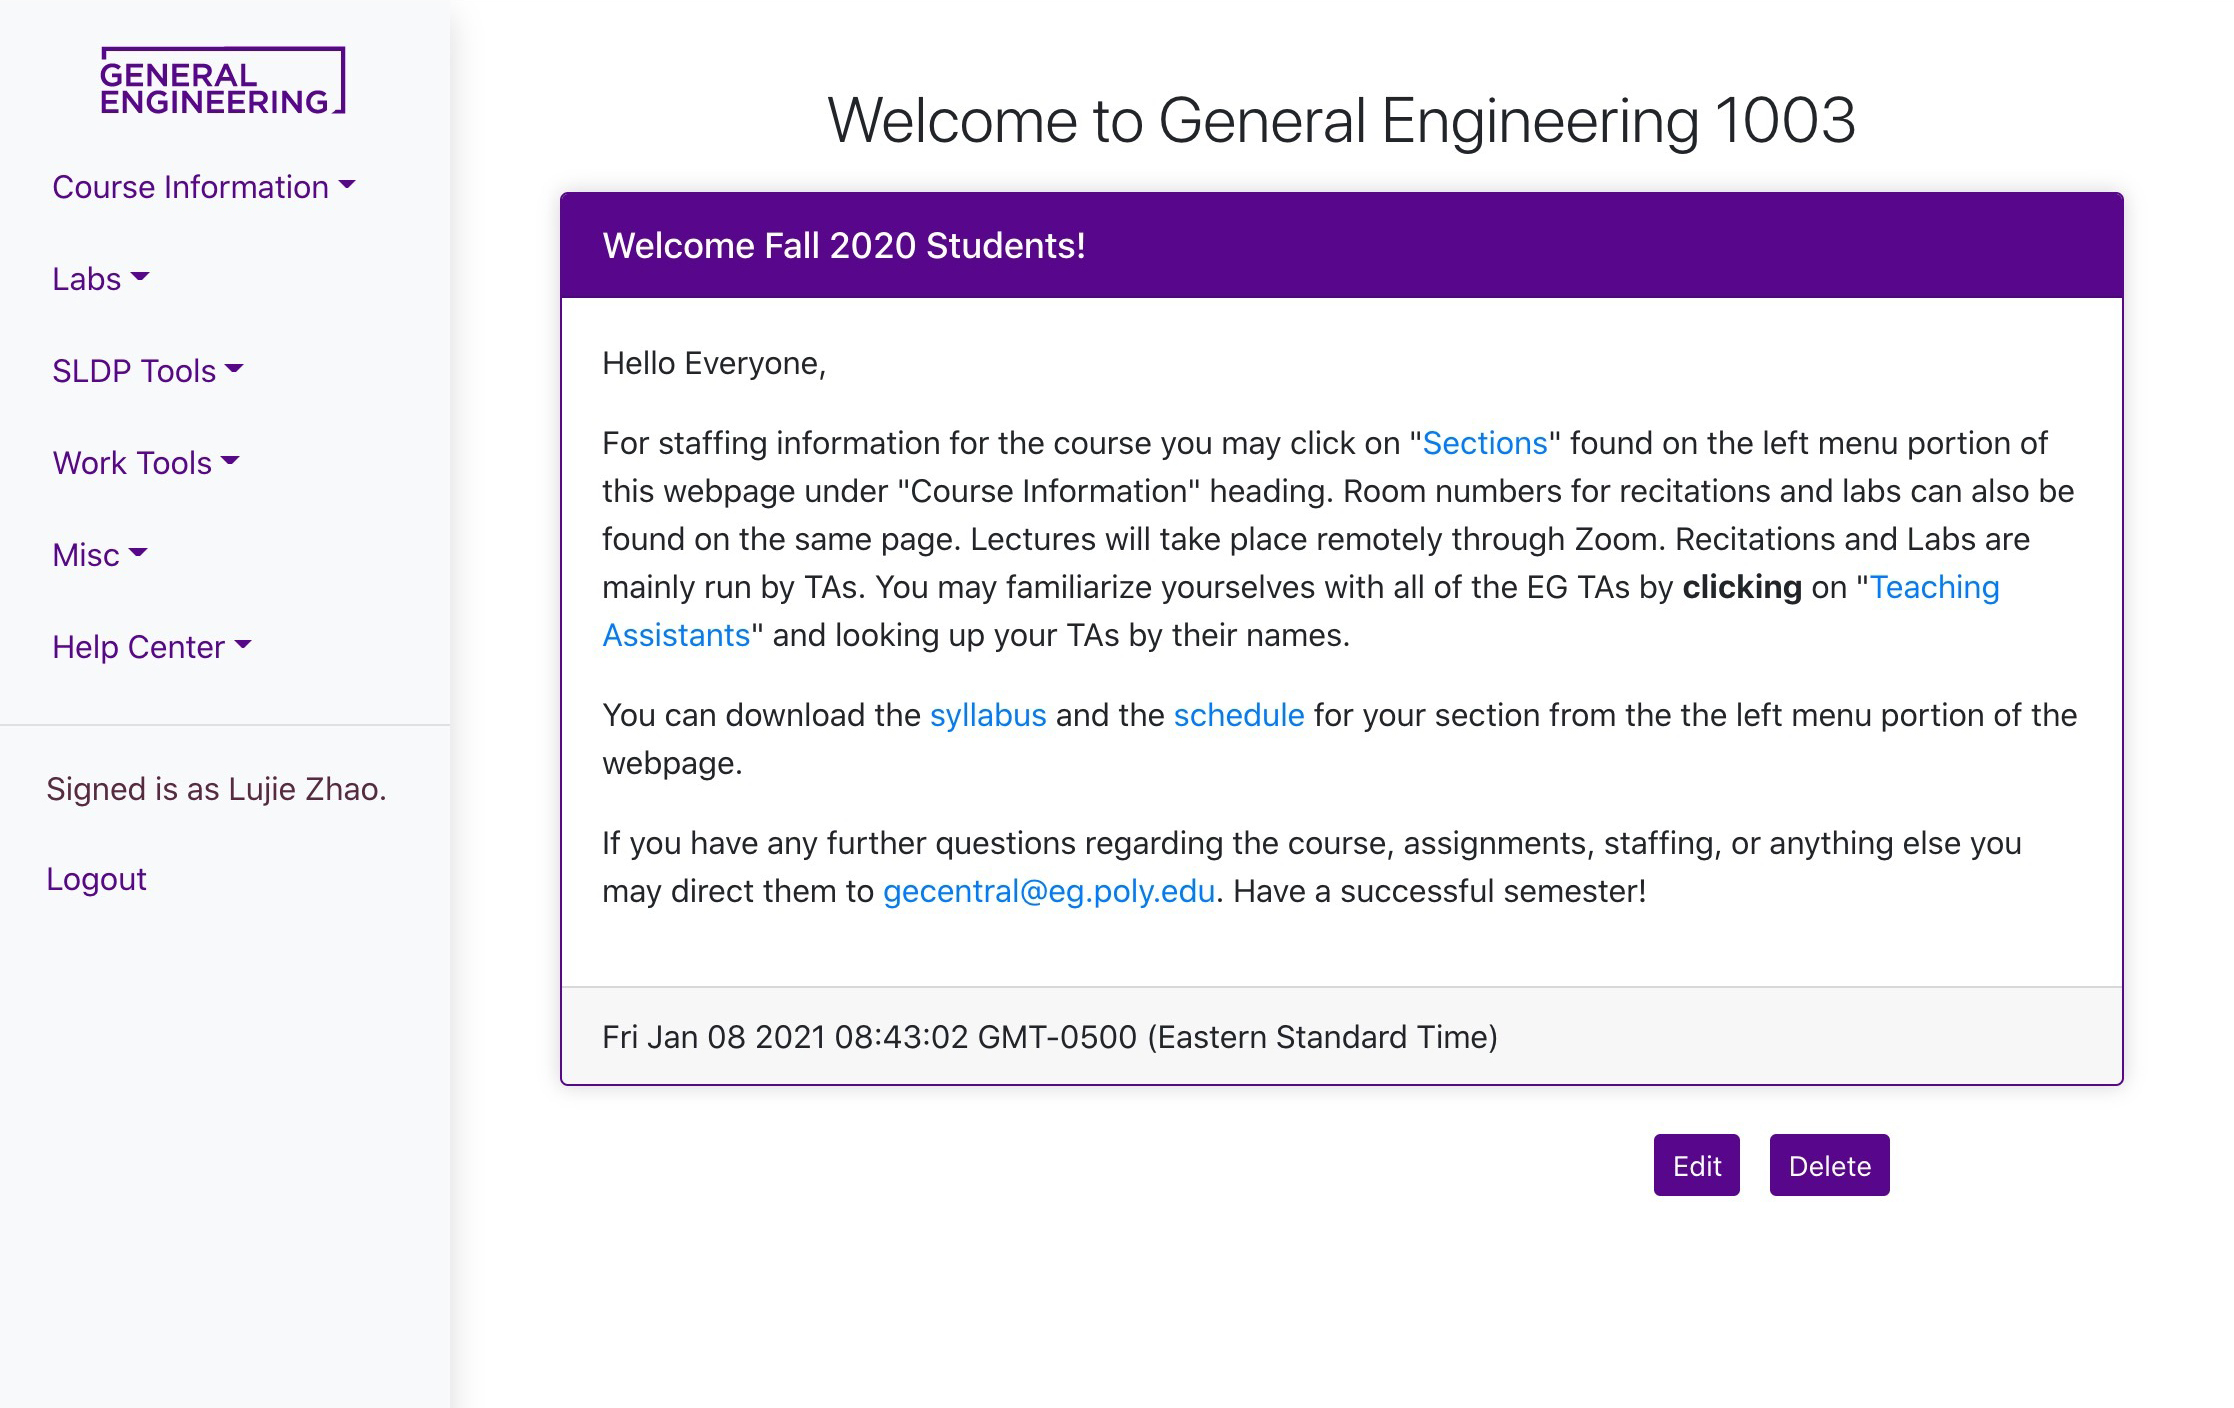 GENERAL
ENGINEERING
Course Information
Labs
SLDP Tools
Work Tools
Misc
Help Center
Signed is as Lujie Zhao.
Logout
Welcome to General Engineering 1003
Welcome Fall 2020 Students!
Hello Everyone,
For staffing information for the course you may click on "Sections" found on the left menu portion of
this webpage under "Course Information" heading. Room numbers for recitations and labs can also be
found on the same page. Lectures will take place remotely through Zoom. Recitations and Labs are
mainly run by TAs. You may familiarize yourselves with all of the EG TAs by clicking on "Teaching
Assistants" and looking up your TAs by their names.
You can download the syllabus and the schedule for your section from the the left menu portion of the
webpage.
If you have any further questions regarding the course, assignments, staffing, or anything else you
may direct them to gecentral@eg.poly.edu. Have a successful semester!
Fri Jan 08 2021 08:43:02 GMT-0500 (Eastern Standard Time)
Edit
Delete